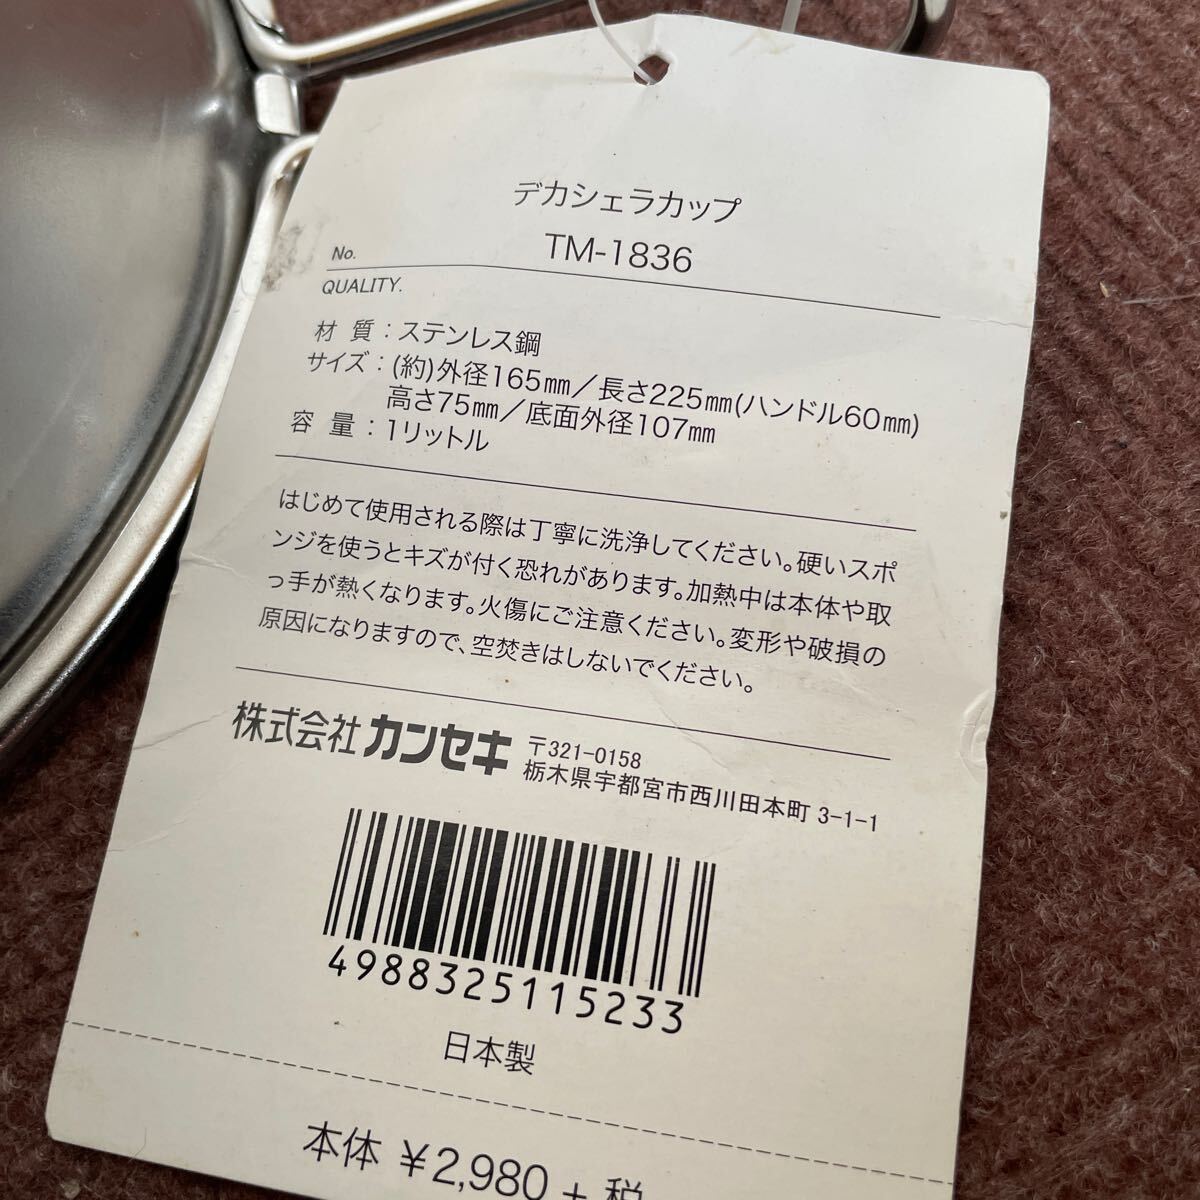 デカシェラカップ
No. TM-1836
QUALITY.
材 質：ステンレス鋼
サイズ：(約)外径165㎜／長さ225㎜(ハンドル60㎜)
高さ75㎜／底面外径107㎜
容 量：1リットル
はじめて使用される際は丁寧に洗浄してください。硬いスポ
ンジを使うとキズが付く恐れがあります。加熱中は本体や取
っ手が熱くなります。火傷にご注意ください。変形や破損の
原因になりますので、空焚きはしないでください。
株式会社カンセキ 〒321-0158
栃木県宇都宮市西川田本町 3-1-1
4988325115233
日本製
本体 ¥2,980 + 税